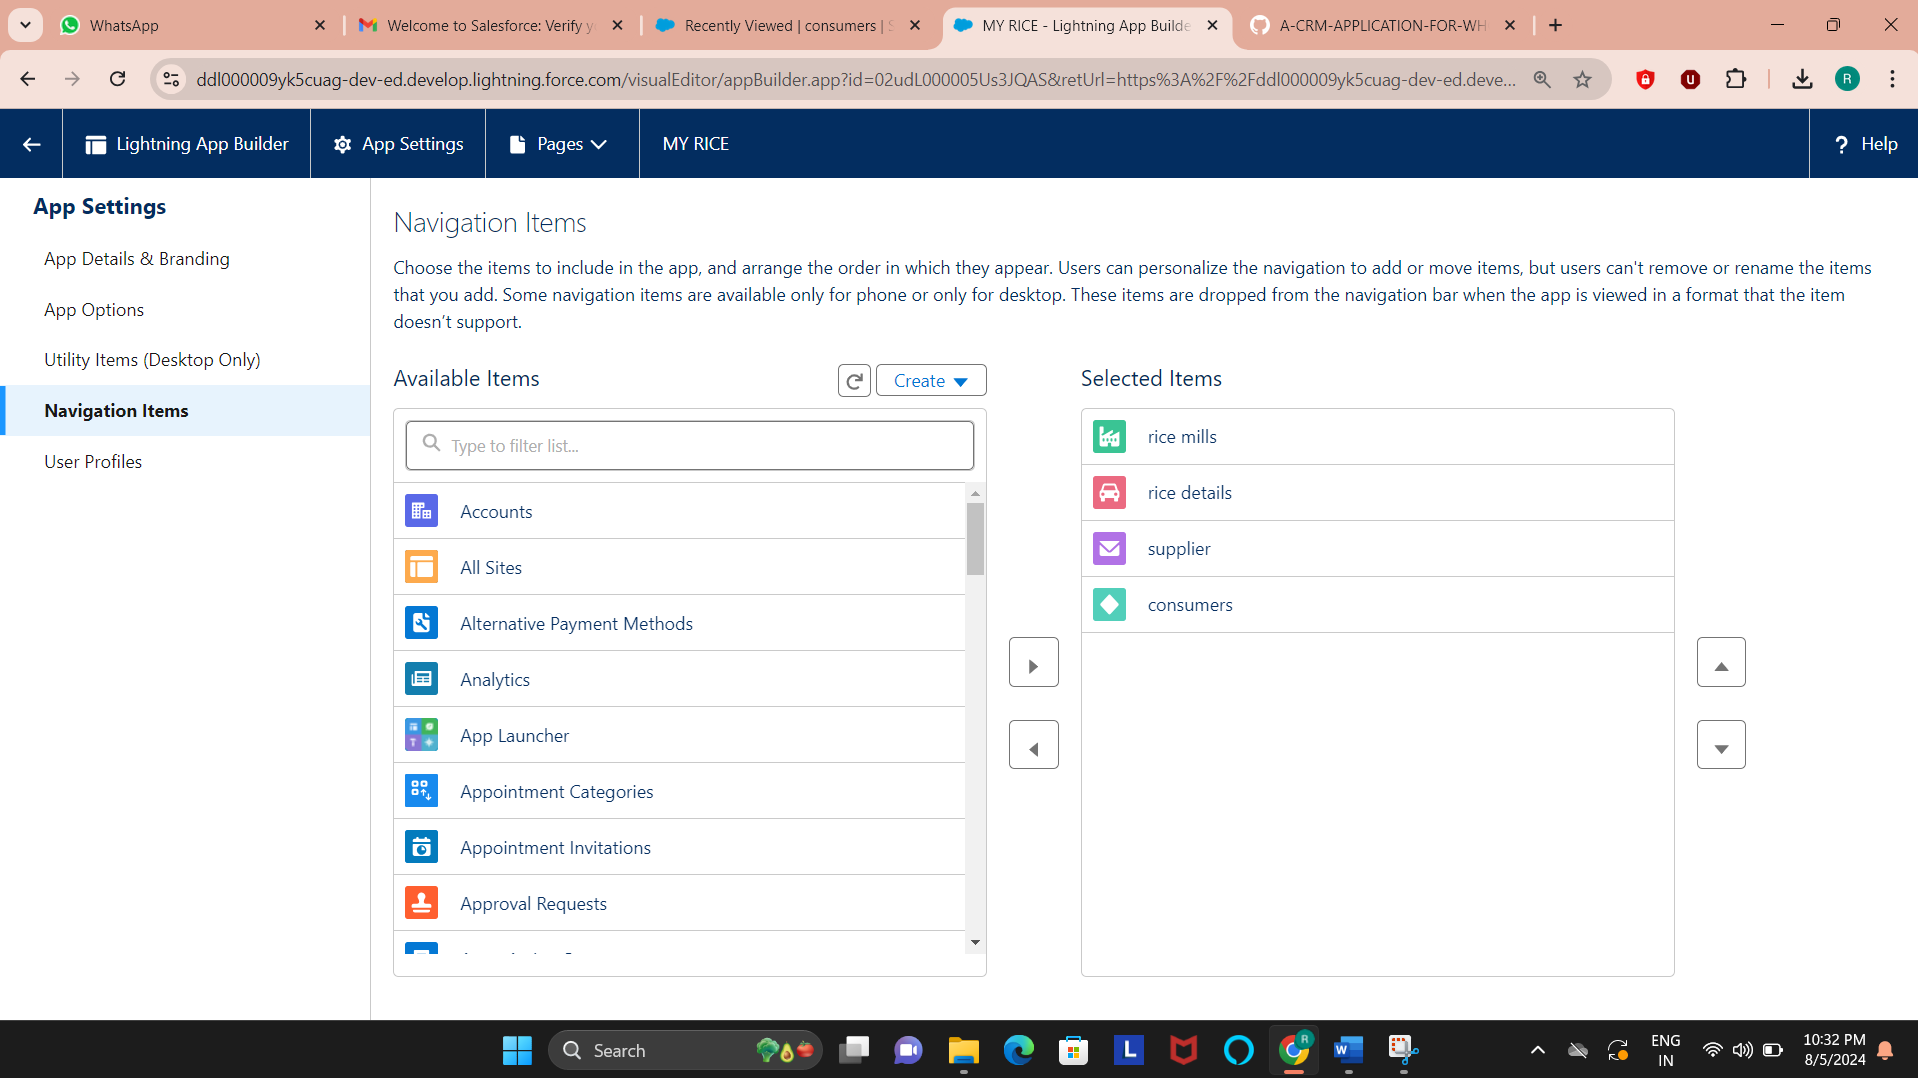 WhatsApp
Welcome to Salesforce: Verify y
Recently Viewed | consumers | S
MY RICE - Lightning App Builde
A-CRM-APPLICATION-FOR-WH
ddl000009yk5cuag-dev-ed.develop.lightning.force.com/visualEditor/appBuilder.app?id=02udL000005Us3JQAS&retUrl=https%3A%2F%2Fddl000009yk5cuag-dev-ed.deve...
R
Lightning App Builder
App Settings
Pages
MY RICE
? Help
App Settings
App Details & Branding
App Options
Utility Items (Desktop Only)
Navigation Items
User Profiles
Navigation Items
Choose the items to include in the app, and arrange the order in which they appear. Users can personalize the navigation to add or move items, but users can't remove or rename the items
that you add. Some navigation items are available only for phone or only for desktop. These items are dropped from the navigation bar when the app is viewed in a format that the item
doesn’t support.
Available Items
Create
Type to filter list...
Accounts
All Sites
Alternative Payment Methods
Analytics
App Launcher
Appointment Categories
Appointment Invitations
Approval Requests
Selected Items
rice mills
rice details
supplier
consumers
Search
ENG
IN
10:32 PM
8/5/2024